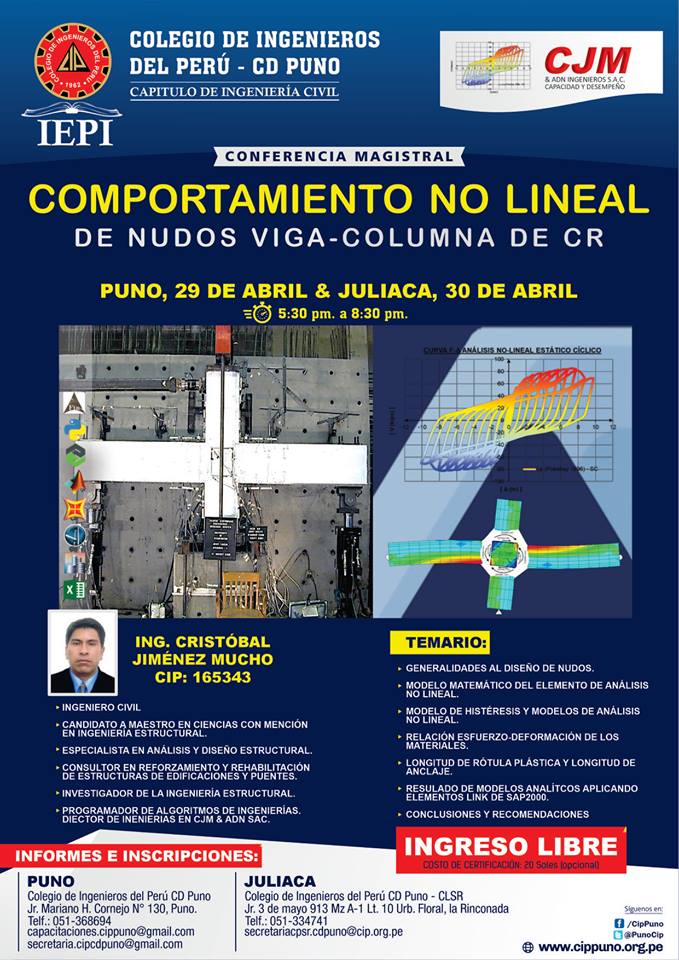 COLEGIO DE INGENIEROS
DEL PERÚ - CD PUNO
CAPITULO DE INGENIERÍA CIVIL
COLEGIO DE INGENIEROS DEL PERÚ
1962
IEPI
CJM
& ADN INGENIEROS S.A.C.
CAPACIDAD Y DESEMPEÑO
CONFERENCIA MAGISTRAL
COMPORTAMIENTO NO LINEAL
DE NUDOS VIGA-COLUMNA DE CR
PUNO, 29 DE ABRIL & JULIACA, 30 DE ABRIL
5:30 pm. a 8:30 pm.
ANÁLISIS NO-LINEAL ESTÁTICO CÍCLICO
ING. CRISTÓBAL
JIMÉNEZ MUCHO
CIP: 165343
INGENIERO CIVIL
CANDIDATO A MAESTRO EN CIENCIAS CON MENCIÓN
EN INGENIERÍA ESTRUCTURAL.
ESPECIALISTA EN ANÁLISIS Y DISEÑO ESTRUCTURAL.
CONSULTOR EN REFORZAMIENTO Y REHABILITACIÓN
DE ESTRUCTURAS DE EDIFICACIONES Y PUENTES.
INVESTIGADOR DE LA INGENIERÍA ESTRUCTURAL.
PROGRAMADOR DE ALGORITMOS DE INGENIERÍAS.
DIECTOR DE INENIERIAS EN CJM & ADN SAC.
TEMARIO:
GENERALIDADES AL DISEÑO DE NUDOS.
MODELO MATEMÁTICO DEL ELEMENTO DE ANÁLISIS
NO LINEAL.
MODELO DE HISTÉRESIS Y MODELOS DE ANÁLISIS
NO LINEAL.
RELACIÓN ESFUERZO-DEFORMACIÓN DE LOS
MATERIALES.
LONGITUD DE RÓTULA PLÁSTICA Y LONGITUD DE
ANCLAJE.
RESULADO DE MODELOS ANALÍTCOS APLICANDO
ELEMENTOS LINK DE SAP2000.
CONCLUSIONES Y RECOMENDACIONES
INGRESO LIBRE
COSTO DE CERTIFICACIÓN: 20 Soles (opcional)
INFORMES E INSCRIPCIONES:
PUNO
Colegio de Ingenieros del Perú CD Puno
Jr. Mariano H. Cornejo N° 130, Puno.
Telf.: 051-368694
capacitaciones.cippuno@gmail.com
secretaria.cipcdpuno@gmail.com
JULIACA
Colegio de Ingenieros del Perú CD Puno - CLSR
Jr. 3 de mayo 913 Mz A-1 Lt. 10 Urb. Floral, la Rinconada
Telf.: 051-334741
secretariacpsr.cdpuno@cip.org.pe
Síguenos en:
/CipPuno
@PunoCip
www.cippuno.org.pe